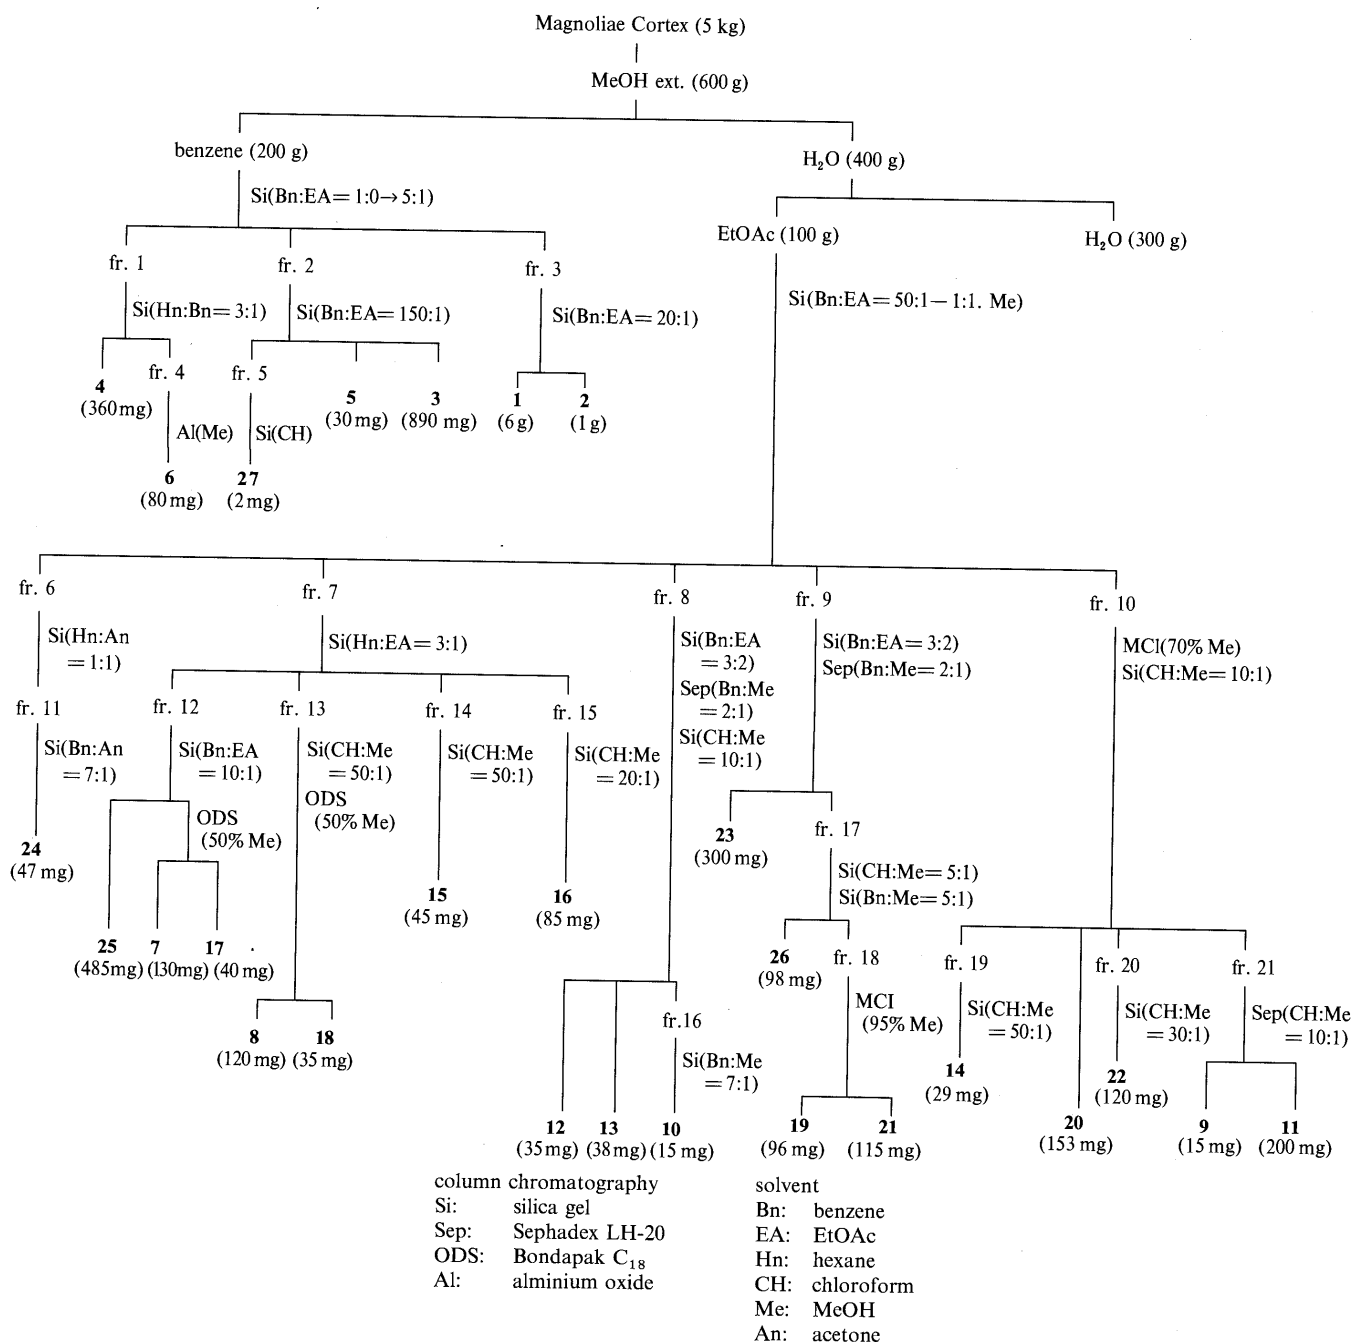 Magnoliae Cortex (5 kg)
MeOH ext. (600 g)
benzene (200 g)
H₂O (400 g)
Si(Bn:EA= 1:0→5:1)
EtOAc (100 g)
H₂O (300 g)
fr. 1
fr. 2
fr. 3
Si(Bn:EA= 50:1— 1:1. Me)
Si(Hn:Bn= 3:1)
Si(Bn:EA= 150:1)
Si(Bn:EA= 20:1)
fr. 4
fr. 5
4
(360 mg)
5
(30 mg)
3
(890 mg)
1
(6 g)
2
(1 g)
Al(Me)
Si(CH)
6
(80 mg)
27
(2 mg)
fr. 6
fr. 7
fr. 8
fr. 9
fr. 10
Si(Hn:An
= 1:1)
Si(Hn:EA= 3:1)
Si(Bn:EA
= 3:2)
Sep(Bn:Me
= 2:1)
Si(CH:Me
= 10:1)
Si(Bn:EA= 3:2)
Sep(Bn:Me= 2:1)
MCI(70% Me)
Si(CH:Me= 10:1)
fr. 11
fr. 12
fr. 13
fr. 14
fr. 15
Si(Bn:An
= 7:1)
Si(Bn:EA
= 10:1)
Si(CH:Me
= 50:1)
Si(CH:Me
= 50:1)
Si(CH:Me
= 20:1)
ODS
(50% Me)
ODS
(50% Me)
24
(47 mg)
23
(300 mg)
fr. 17
Si(CH:Me= 5:1)
Si(Bn:Me= 5:1)
15
(45 mg)
16
(85 mg)
25
(485mg)
7
(130mg)
17
(40 mg)
26
(98 mg)
fr. 18
fr. 19
fr. 20
fr. 21
8
(120 mg)
18
(35 mg)
fr.16
MCI
(95% Me)
Si(CH:Me
= 50:1)
Si(CH:Me
= 30:1)
Sep(CH:Me
= 10:1)
Si(Bn:Me
= 7:1)
14
(29 mg)
22
(120 mg)
12
(35 mg)
13
(38 mg)
10
(15 mg)
19
(96 mg)
21
(115 mg)
20
(153 mg)
9
(15 mg)
11
(200 mg)
column chromatography
Si: silica gel
Sep: Sephadex LH-20
ODS: Bondapak C₁₈
Al: alminium oxide
solvent
Bn: benzene
EA: EtOAc
Hn: hexane
CH: chloroform
Me: MeOH
An: acetone